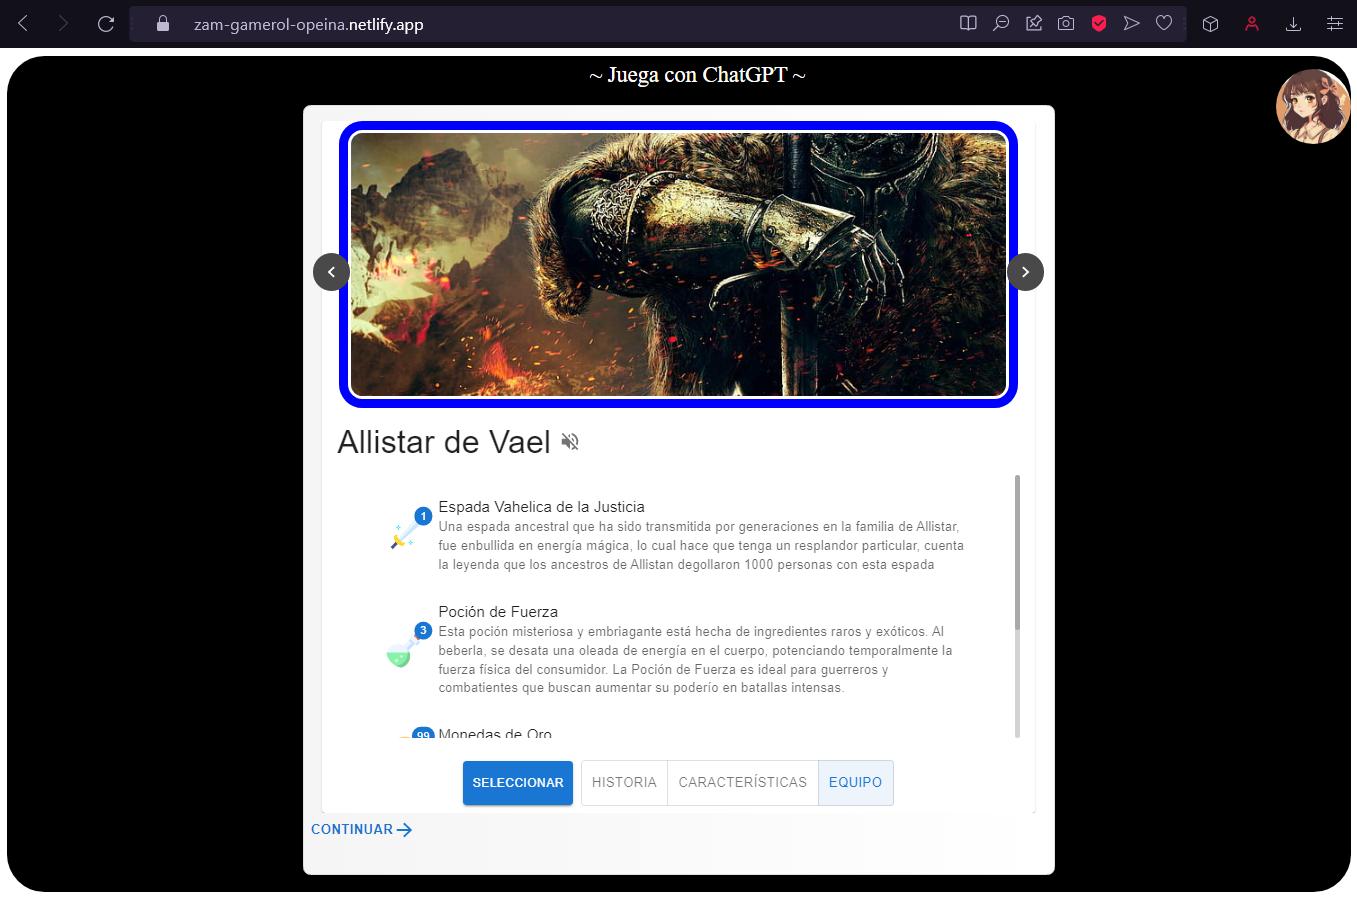 zam-gamerol-opeina.netlify.app
~ Juega con ChatGPT ~
Allistar de Vael
1
Espada Vahelica de la Justicia
Una espada ancestral que ha sido transmitida por generaciones en la familia de Allistar,
fue enbullida en energía mágica, lo cual hace que tenga un resplandor particular, cuenta
la leyenda que los ancestros de Allistan degollaron 1000 personas con esta espada
3
Poción de Fuerza
Esta poción misteriosa y embriagante está hecha de ingredientes raros y exóticos. Al
beberla, se desata una oleada de energía en el cuerpo, potenciando temporalmente la
fuerza física del consumidor. La Poción de Fuerza es ideal para guerreros y
combatientes que buscan aumentar su poderío en batallas intensas.
99
Monedas de Oro
SELECCIONAR
HISTORIA
CARACTERÍSTICAS
EQUIPO
CONTINUAR